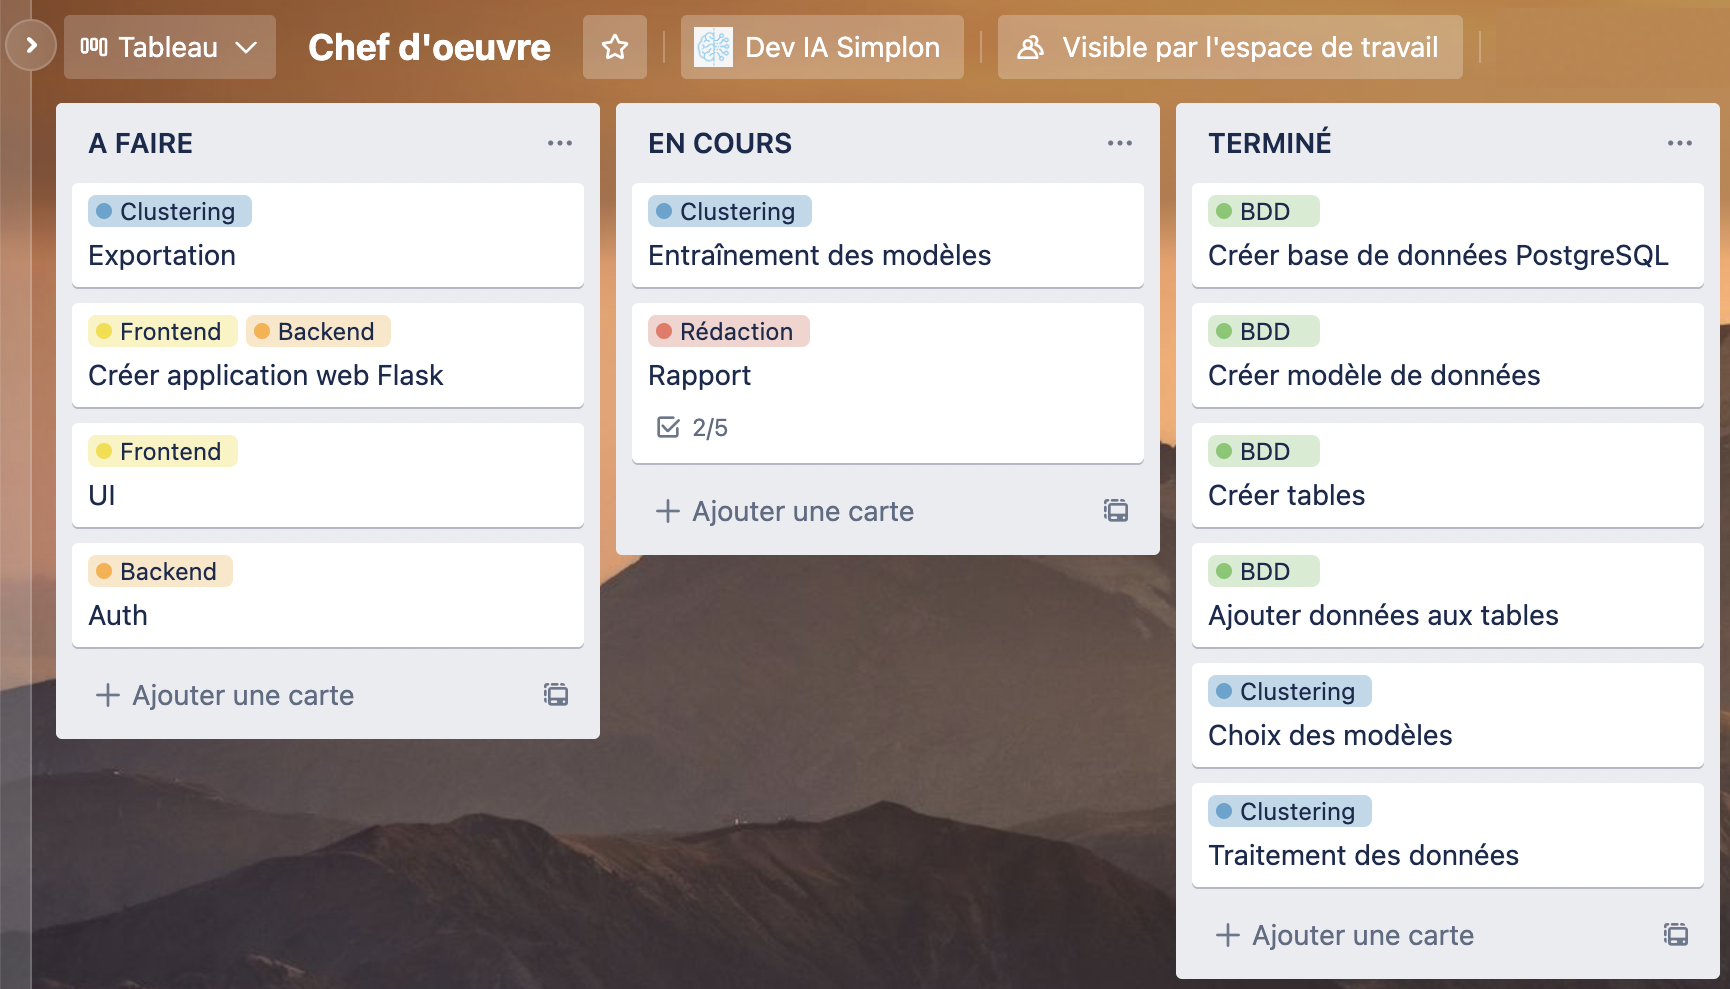 Tableau
Chef d'oeuvre
Dev IA Simplon
Visible par l'espace de travail
A FAIRE
Clustering
Exportation
Frontend Backend
Créer application web Flask
Frontend
UI
Backend
Auth
Ajouter une carte
EN COURS
Clustering
Entraînement des modèles
Rédaction
Rapport
2/5
Ajouter une carte
TERMINÉ
BDD
Créer base de données PostgreSQL
BDD
Créer modèle de données
BDD
Créer tables
BDD
Ajouter données aux tables
Clustering
Choix des modèles
Clustering
Traitement des données
Ajouter une carte